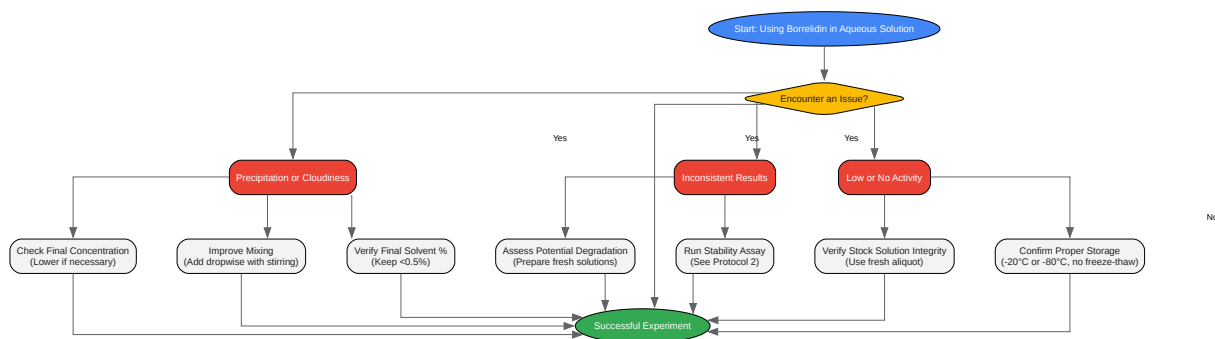 Start: Using Borrelidin in Aqueous Solution
Encounter an Issue?
Yes
Yes
Yes
Precipitation or Cloudiness
Inconsistent Results
Low or No Activity
No
Check Final Concentration
(Lower if necessary)
Improve Mixing
(Add dropwise with stirring)
Verify Final Solvent %
(Keep <0.5%)
Assess Potential Degradation
(Prepare fresh solutions)
Run Stability Assay
(See Protocol 2)
Verify Stock Solution Integrity
(Use fresh aliquot)
Confirm Proper Storage
(-20°C or -80°C, no freeze-thaw)
Successful Experiment